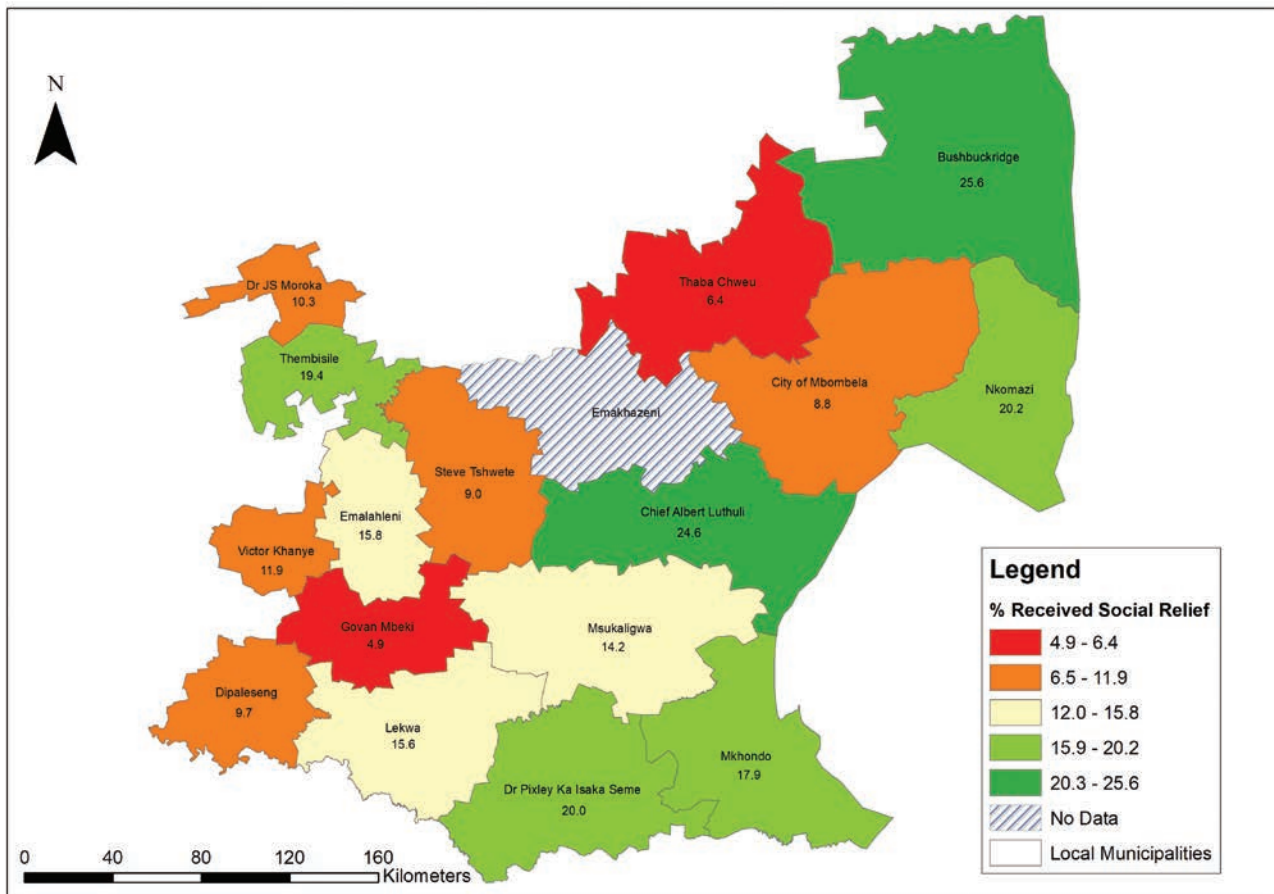 N
Bushbuckridge
25.6
Thaba Chweu
6.4
Dr JS Moroka
10.3
Thembisile
19.4
City of Mbombela
8.8
Nkomazi
20.2
Emakhazeni
Steve Tshwete
9.0
Emalahleni
15.8
Chief Albert Luthuli
24.6
Victor Khanye
11.9
Govan Mbeki
4.9
Msukaligwa
14.2
Dipaleseng
9.7
Lekwa
15.6
Mkhondo
17.9
Dr Pixley Ka Isaka Seme
20.0
Legend
% Received Social Relief
4.9 - 6.4
6.5 - 11.9
12.0 - 15.8
15.9 - 20.2
20.3 - 25.6
No Data
Local Municipalities
0 40 80 120 160
Kilometers